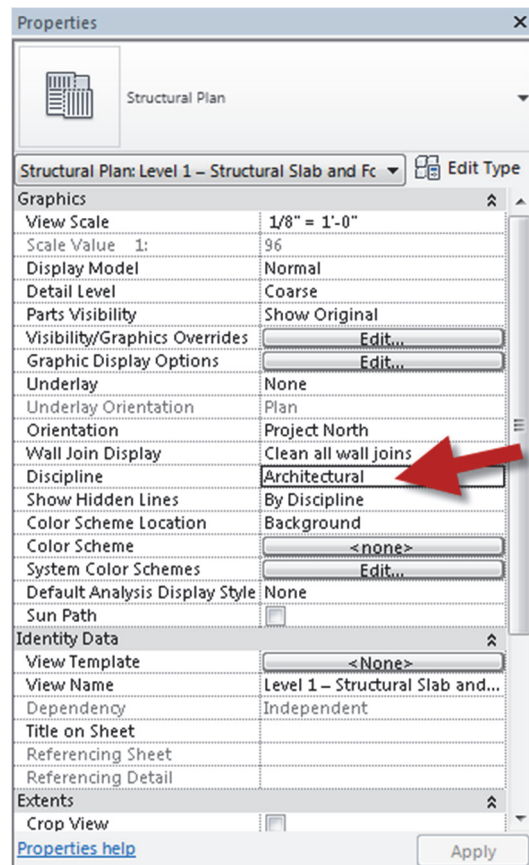 Properties
Structural Plan
Structural Plan: Level 1 – Structural Slab and Fc Edit Type
Graphics
View Scale 1/8" = 1'-0"
Scale Value 1: 96
Display Model Normal
Detail Level Coarse
Parts Visibility Show Original
Visibility/Graphics Overrides Edit...
Graphic Display Options Edit...
Underlay None
Underlay Orientation Plan
Orientation Project North
Wall Join Display Clean all wall joins
Discipline Architectural
Show Hidden Lines By Discipline
Color Scheme Location Background
Color Scheme <none>
System Color Schemes Edit...
Default Analysis Display Style None
Sun Path
Identity Data
View Template <None>
View Name Level 1 – Structural Slab and...
Dependency Independent
Title on Sheet
Referencing Sheet
Referencing Detail
Extents
Crop View
Properties help Apply